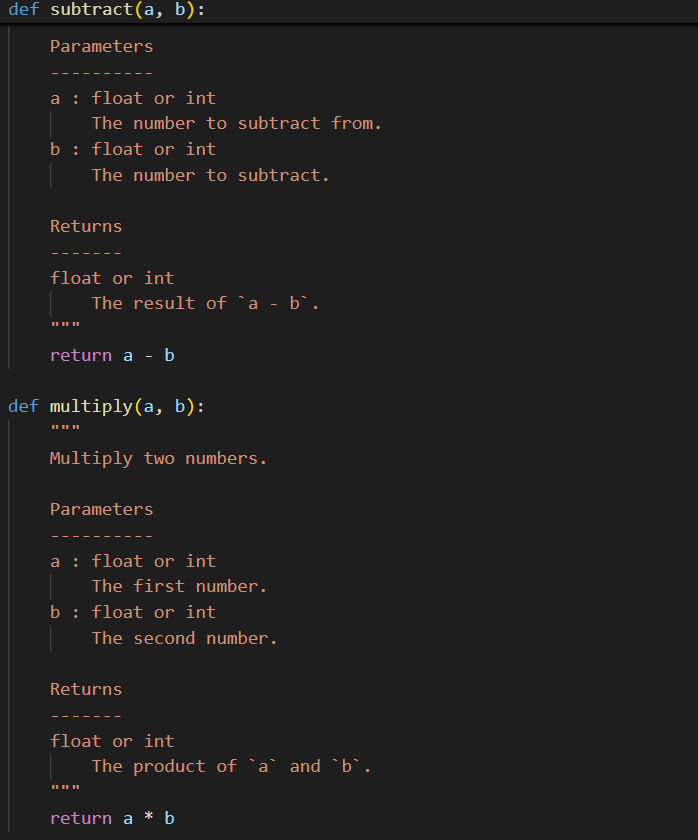 def subtract(a, b):
    Parameters
    ----------
    a : float or int
        The number to subtract from.
    b : float or int
        The number to subtract.

    Returns
    -------
    float or int
        The result of `a - b`.
    """
    return a - b

def multiply(a, b):
    """
    Multiply two numbers.

    Parameters
    ----------
    a : float or int
        The first number.
    b : float or int
        The second number.

    Returns
    -------
    float or int
        The product of `a` and `b`.
    """
    return a * b